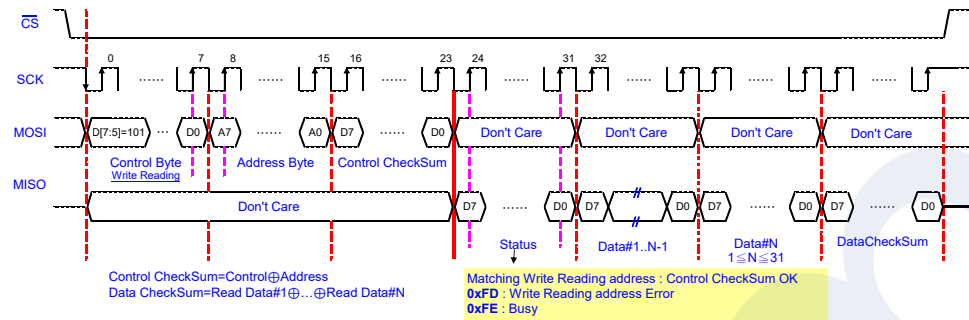 CS
0 7 8 15 16 23 24 31 32
SCK ...... ...... ...... ...... ...... ......
MOSI D[7:5]=101 ...... D0 A7 ...... A0 D7 ...... D0 Don't Care Don't Care Don't Care Don't Care
Control Byte Address Byte Control CheckSum
Write Reading
MISO Don't Care D7 ...... D0 D7 // D0 D7 ...... D0 D7 ...... D0
Status Data#1..N-1 Data#N DataCheckSum
1≦N≦31
Control CheckSum=Control⊕Address
Data CheckSum=Read Data#1⊕...⊕Read Data#N
Matching Write Reading address : Control CheckSum OK
0xFD : Write Reading address Error
0xFE : Busy